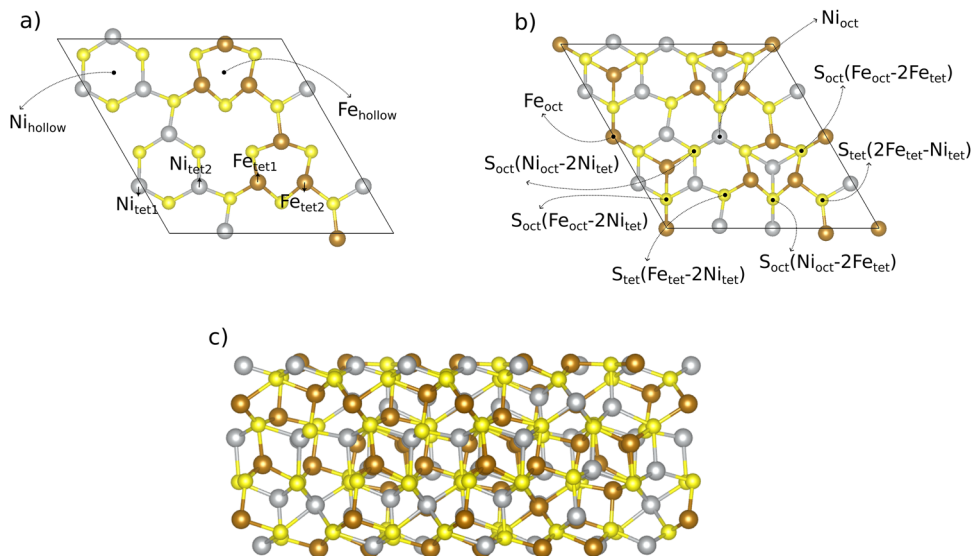 a)
Ni_hollow
Fe_hollow
Ni_tet2
Fe_tet1
Ni_tet1
Fe_tet2
b)
Ni_oct
S_oct(Fe_oct-2Fe_tet)
Fe_oct
S_tet(2Fe_tet-Ni_tet)
S_oct(Ni_oct-2Ni_tet)
S_oct(Fe_oct-2Ni_tet)
S_tet(Fe_tet-2Ni_tet)
S_oct(Ni_oct-2Fe_tet)
c)